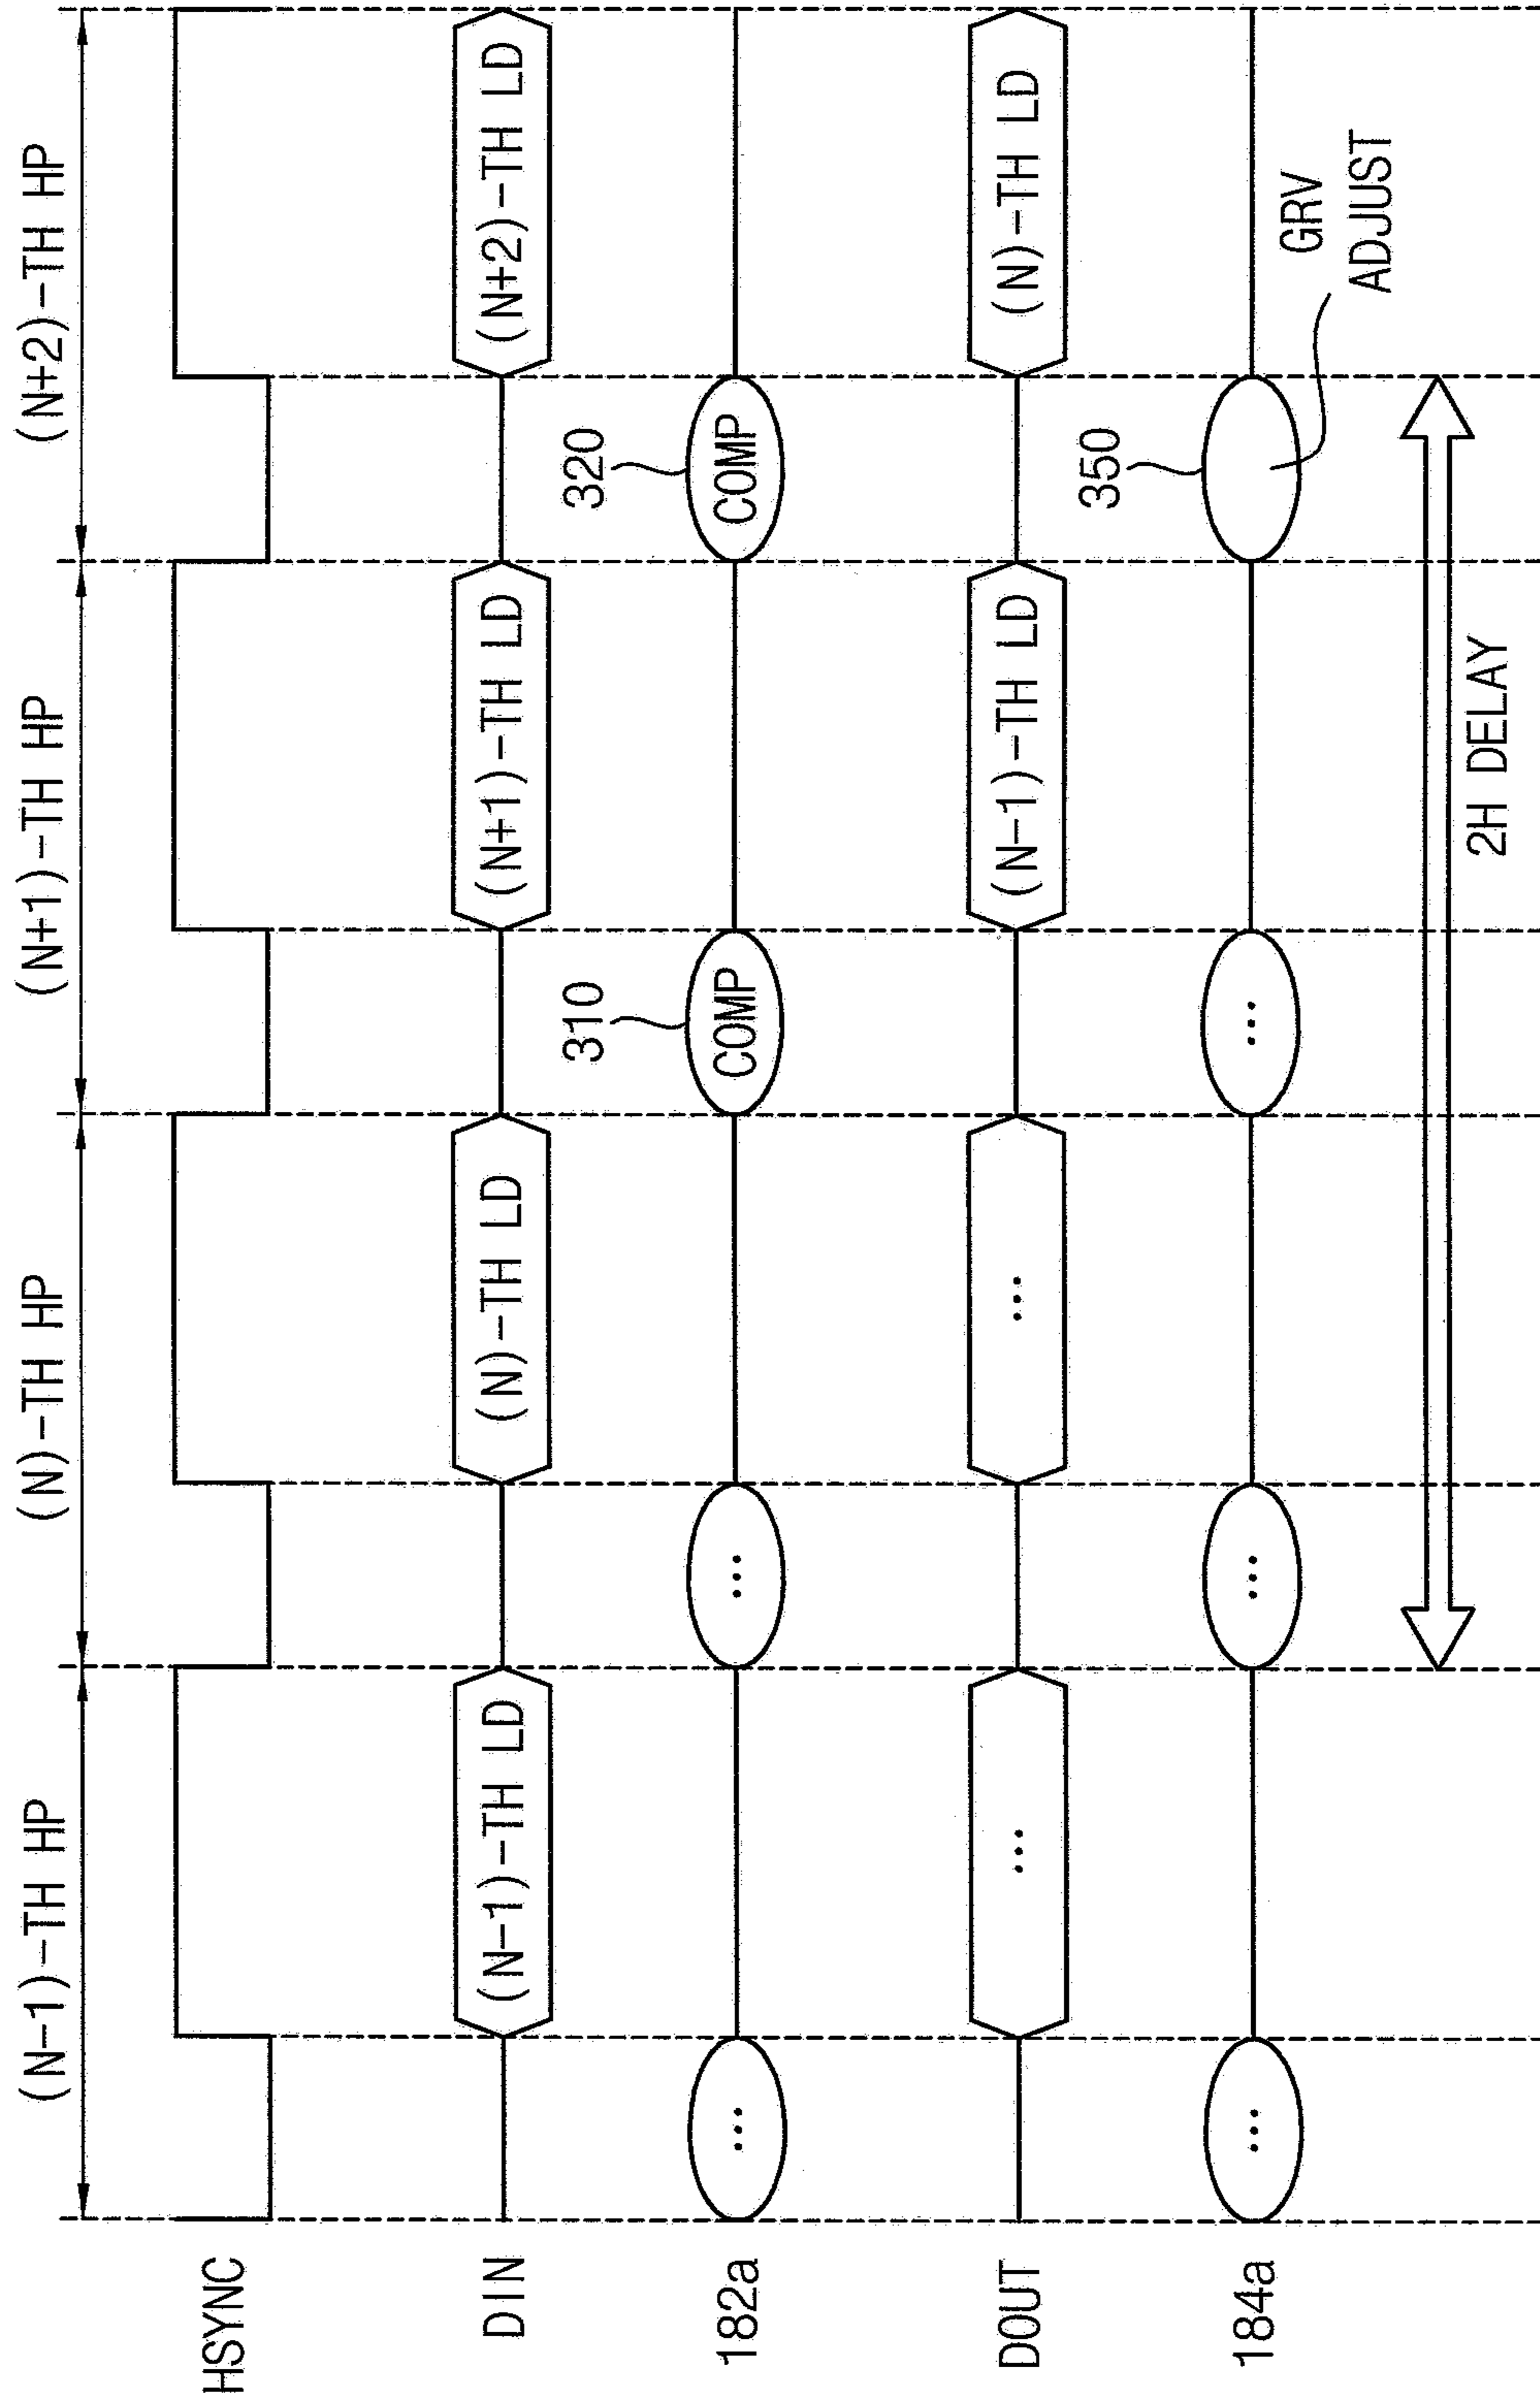 (N-1)-TH HP
(N)-TH HP
(N+1)-TH HP
(N+2)-TH HP
HSYNC
DIN
(N-1)-TH LD
(N)-TH LD
(N+1)-TH LD
(N+2)-TH LD
310
320
182a
...
...
COMP
COMP
DOUT
...
...
(N-1)-TH LD
(N)-TH LD
350
184a
...
...
...
GRV
ADJUST
2H DELAY